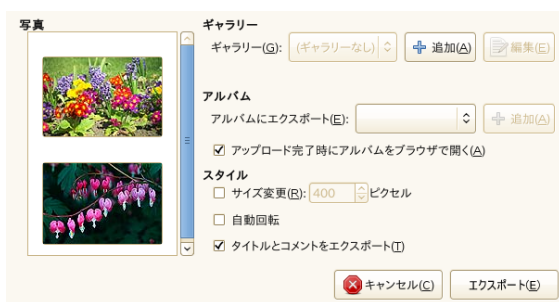 写真
ギャラリー
ギャラリー(G): (ギャラリーなし) 追加(A) 編集(E)
アルバム
アルバムにエクスポート(E): 追加(A)
アップロード完了時にアルバムをブラウザで開く(A)
スタイル
サイズ変更(R): 400 ピクセル
自動回転
タイトルとコメントをエクスポート(T)
キャンセル(C) エクスポート(E)